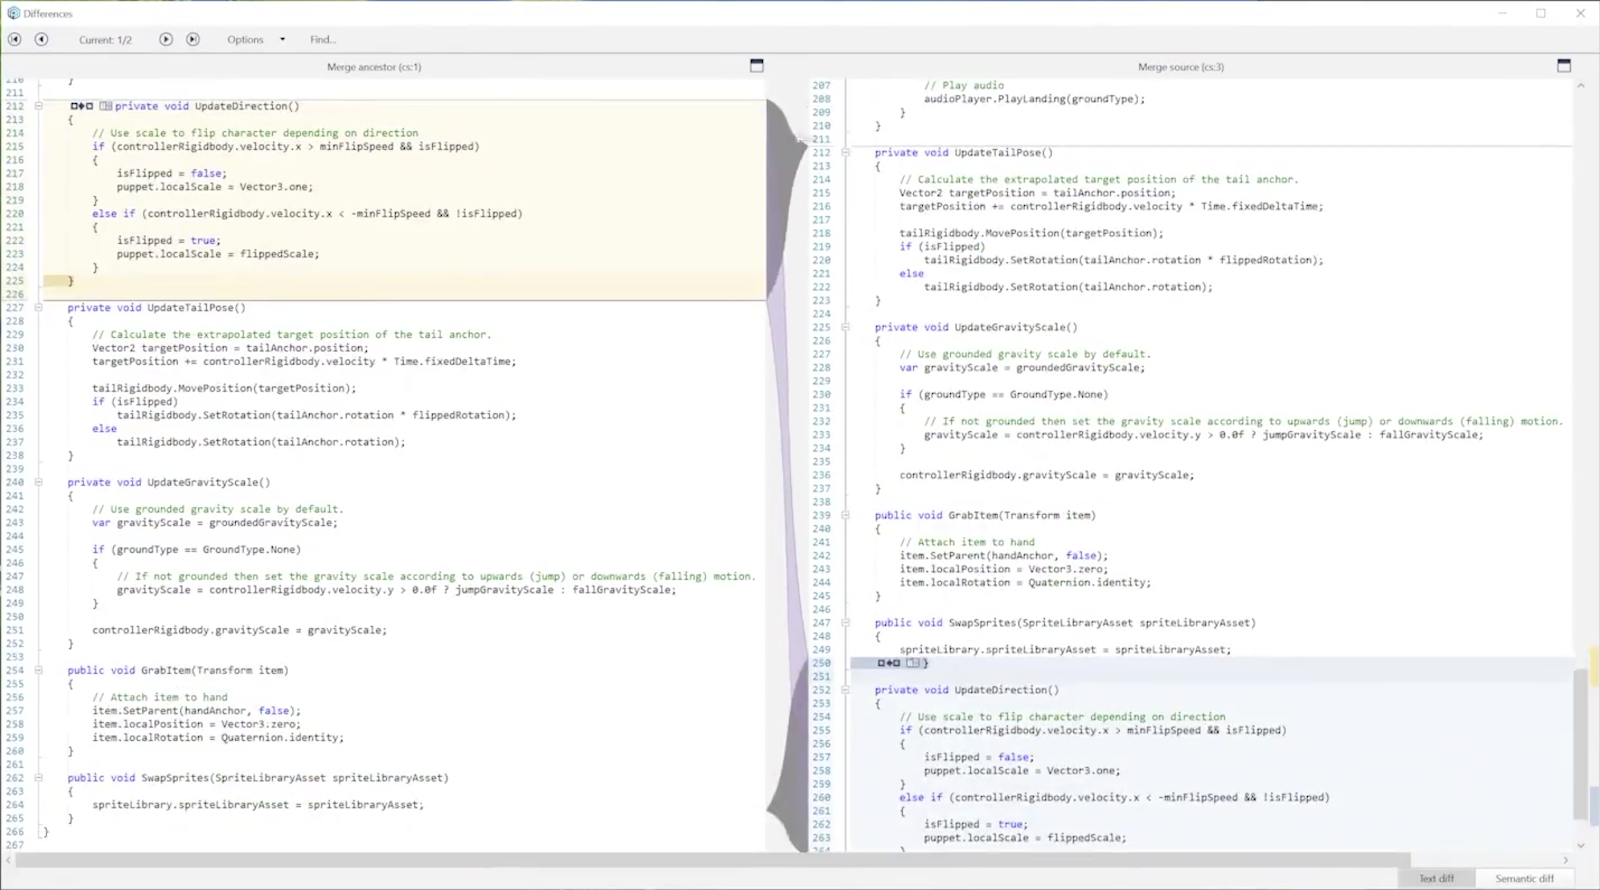 Differences
Current: 1/2
Options
Find...
Merge ancestor (cs:1)
210 }
211
212 private void UpdateDirection()
213 {
214 // Use scale to flip character depending on direction
215 if (controllerRigidbody.velocity.x > minFlipSpeed && isFlipped)
216 {
217 isFlipped = false;
218 puppet.localScale = Vector3.one;
219 }
220 else if (controllerRigidbody.velocity.x < -minFlipSpeed && !isFlipped)
221 {
222 isFlipped = true;
223 puppet.localScale = flippedScale;
224 }
225 }
226
227 private void UpdateTailPose()
228 {
229 // Calculate the extrapolated target position of the tail anchor.
230 Vector2 targetPosition = tailAnchor.position;
231 targetPosition += controllerRigidbody.velocity * Time.fixedDeltaTime;
232
233 tailRigidbody.MovePosition(targetPosition);
234 if (isFlipped)
235 tailRigidbody.SetRotation(tailAnchor.rotation * flippedRotation);
236 else
237 tailRigidbody.SetRotation(tailAnchor.rotation);
238 }
239
240 private void UpdateGravityScale()
241 {
242 // Use grounded gravity scale by default.
243 var gravityScale = groundedGravityScale;
244
245 if (groundType == GroundType.None)
246 {
247 // If not grounded then set the gravity scale according to upwards (jump) or downwards (falling) motion.
248 gravityScale = controllerRigidbody.velocity.y > 0.0f ? jumpGravityScale : fallGravityScale;
249 }
250
251 controllerRigidbody.gravityScale = gravityScale;
252 }
253
254 public void GrabItem(Transform item)
255 {
256 // Attach item to hand
257 item.SetParent(handAnchor, false);
258 item.localPosition = Vector3.zero;
259 item.localRotation = Quaternion.identity;
260 }
261
262 public void SwapSprites(SpriteLibraryAsset spriteLibraryAsset)
263 {
264 spriteLibrary.spriteLibraryAsset = spriteLibraryAsset;
265 }
266 }
267
Merge source (cs:3)
207 // Play audio
208 audioPlayer.PlayLanding(groundType);
209 }
210 }
211
212 private void UpdateTailPose()
213 {
214 // Calculate the extrapolated target position of the tail anchor.
215 Vector2 targetPosition = tailAnchor.position;
216 targetPosition += controllerRigidbody.velocity * Time.fixedDeltaTime;
217
218 tailRigidbody.MovePosition(targetPosition);
219 if (isFlipped)
220 tailRigidbody.SetRotation(tailAnchor.rotation * flippedRotation);
221 else
222 tailRigidbody.SetRotation(tailAnchor.rotation);
223 }
224
225 private void UpdateGravityScale()
226 {
227 // Use grounded gravity scale by default.
228 var gravityScale = groundedGravityScale;
229
230 if (groundType == GroundType.None)
231 {
232 // If not grounded then set the gravity scale according to upwards (jump) or downwards (falling) motion.
233 gravityScale = controllerRigidbody.velocity.y > 0.0f ? jumpGravityScale : fallGravityScale;
234 }
235
236 controllerRigidbody.gravityScale = gravityScale;
237 }
238
239 public void GrabItem(Transform item)
240 {
241 // Attach item to hand
242 item.SetParent(handAnchor, false);
243 item.localPosition = Vector3.zero;
244 item.localRotation = Quaternion.identity;
245 }
246
247 public void SwapSprites(SpriteLibraryAsset spriteLibraryAsset)
248 {
249 spriteLibrary.spriteLibraryAsset = spriteLibraryAsset;
250 }
251
252 private void UpdateDirection()
253 {
254 // Use scale to flip character depending on direction
255 if (controllerRigidbody.velocity.x > minFlipSpeed && isFlipped)
256 {
257 isFlipped = false;
258 puppet.localScale = Vector3.one;
259 }
260 else if (controllerRigidbody.velocity.x < -minFlipSpeed && !isFlipped)
261 {
262 isFlipped = true;
263 puppet.localScale = flippedScale;
264 }
Text diff
Semantic diff